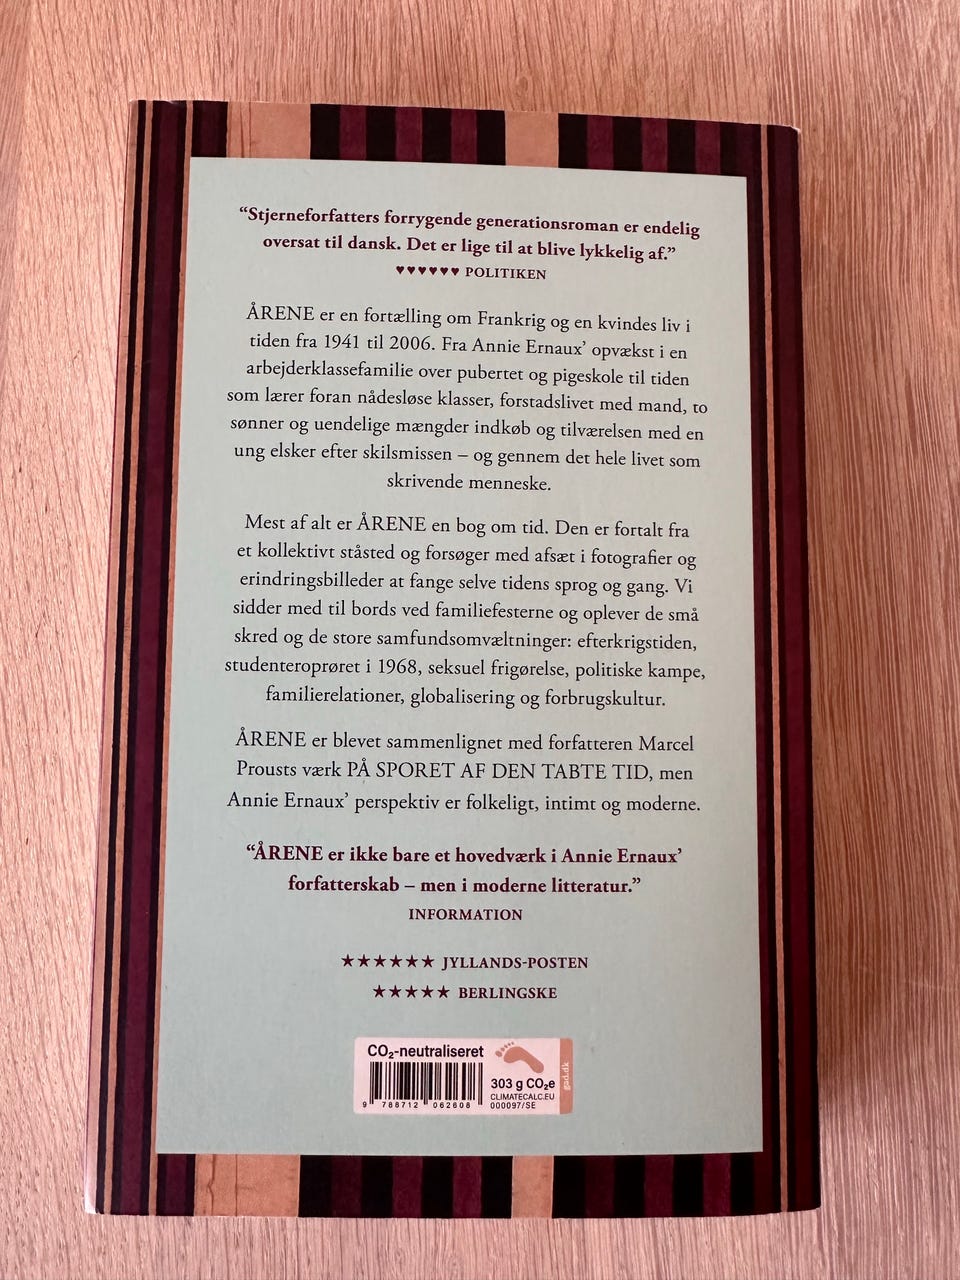 “Stjerneforfatters forrygende generationsroman er endelig
oversat til dansk. Det er lige til at blive lykkelig af.”
♥♥♥♥♥♥ POLITIKEN
ÅRENE er en fortælling om Frankrig og en kvindes liv i
tiden fra 1941 til 2006. Fra Annie Ernaux’ opvækst i en
arbejderklassefamilie over pubertet og pigeskole til tiden
som lærer foran nådesløse klasser, forstadslivet med mand, to
sønner og uendelige mængder indkøb og tilværelsen med en
ung elsker efter skilsmissen – og gennem det hele livet som
skrivende menneske.
Mest af alt er ÅRENE en bog om tid. Den er fortalt fra
et kollektivt ståsted og forsøger med afsæt i fotografier og
erindringsbilleder at fange selve tidens sprog og gang. Vi
sidder med til bords ved familiefesterne og oplever de små
skred og de store samfundsomvæltninger: efterkrigstiden,
studenteroprøret i 1968, seksuel frigørelse, politiske kampe,
familierelationer, globalisering og forbrugskultur.
ÅRENE er blevet sammenlignet med forfatteren Marcel
Prousts værk PÅ SPORET AF DEN TABTE TID, men
Annie Ernaux’ perspektiv er folkeligt, intimt og moderne.
“ÅRENE er ikke bare et hovedværk i Annie Ernaux’
forfatterskab – men i moderne litteratur.”
INFORMATION
★★★★★★ JYLLANDS-POSTEN
★★★★★ BERLINGSKE
CO₂-neutraliseret
303 g CO₂e
CLIMATECALC.EU
000097/SE
gad.dk
9 788712 062608